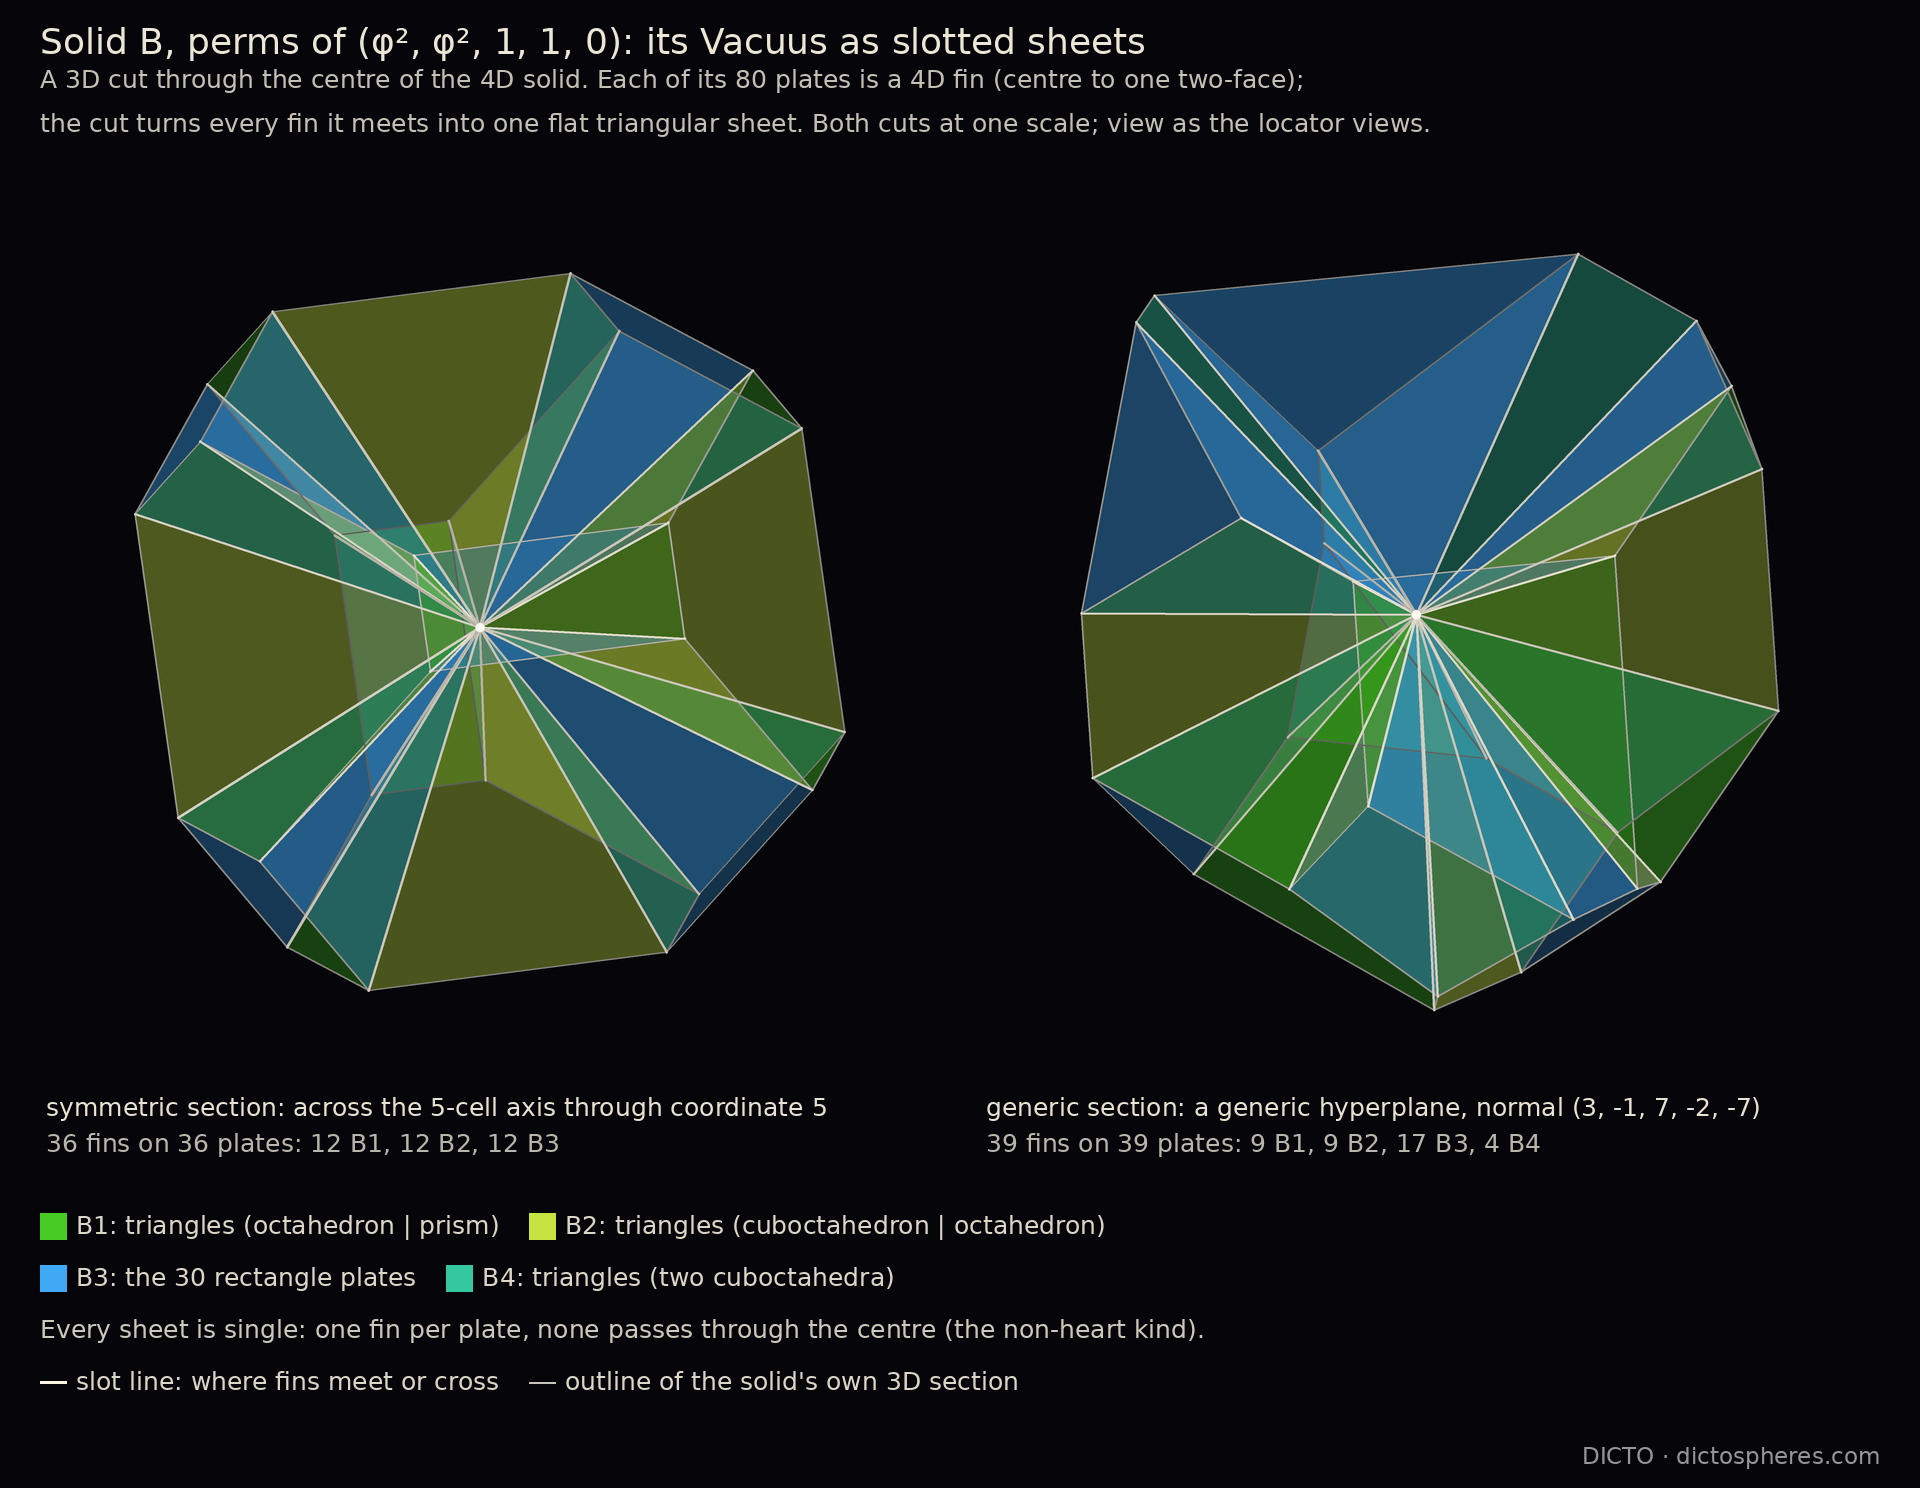 Solid B, perms of (φ², φ², 1, 1, 0): its Vacuus as slotted sheets
A 3D cut through the centre of the 4D solid. Each of its 80 plates is a 4D fin (centre to one two-face);
the cut turns every fin it meets into one flat triangular sheet. Both cuts at one scale; view as the locator views.
symmetric section: across the 5-cell axis through coordinate 5
36 fins on 36 plates: 12 B1, 12 B2, 12 B3
generic section: a generic hyperplane, normal (3, -1, 7, -2, -7)
39 fins on 39 plates: 9 B1, 9 B2, 17 B3, 4 B4
B1: triangles (octahedron | prism) B2: triangles (cuboctahedron | octahedron)
B3: the 30 rectangle plates B4: triangles (two cuboctahedra)
Every sheet is single: one fin per plate, none passes through the centre (the non-heart kind).
slot line: where fins meet or cross outline of the solid's own 3D section
DICTO · dictospheres.com